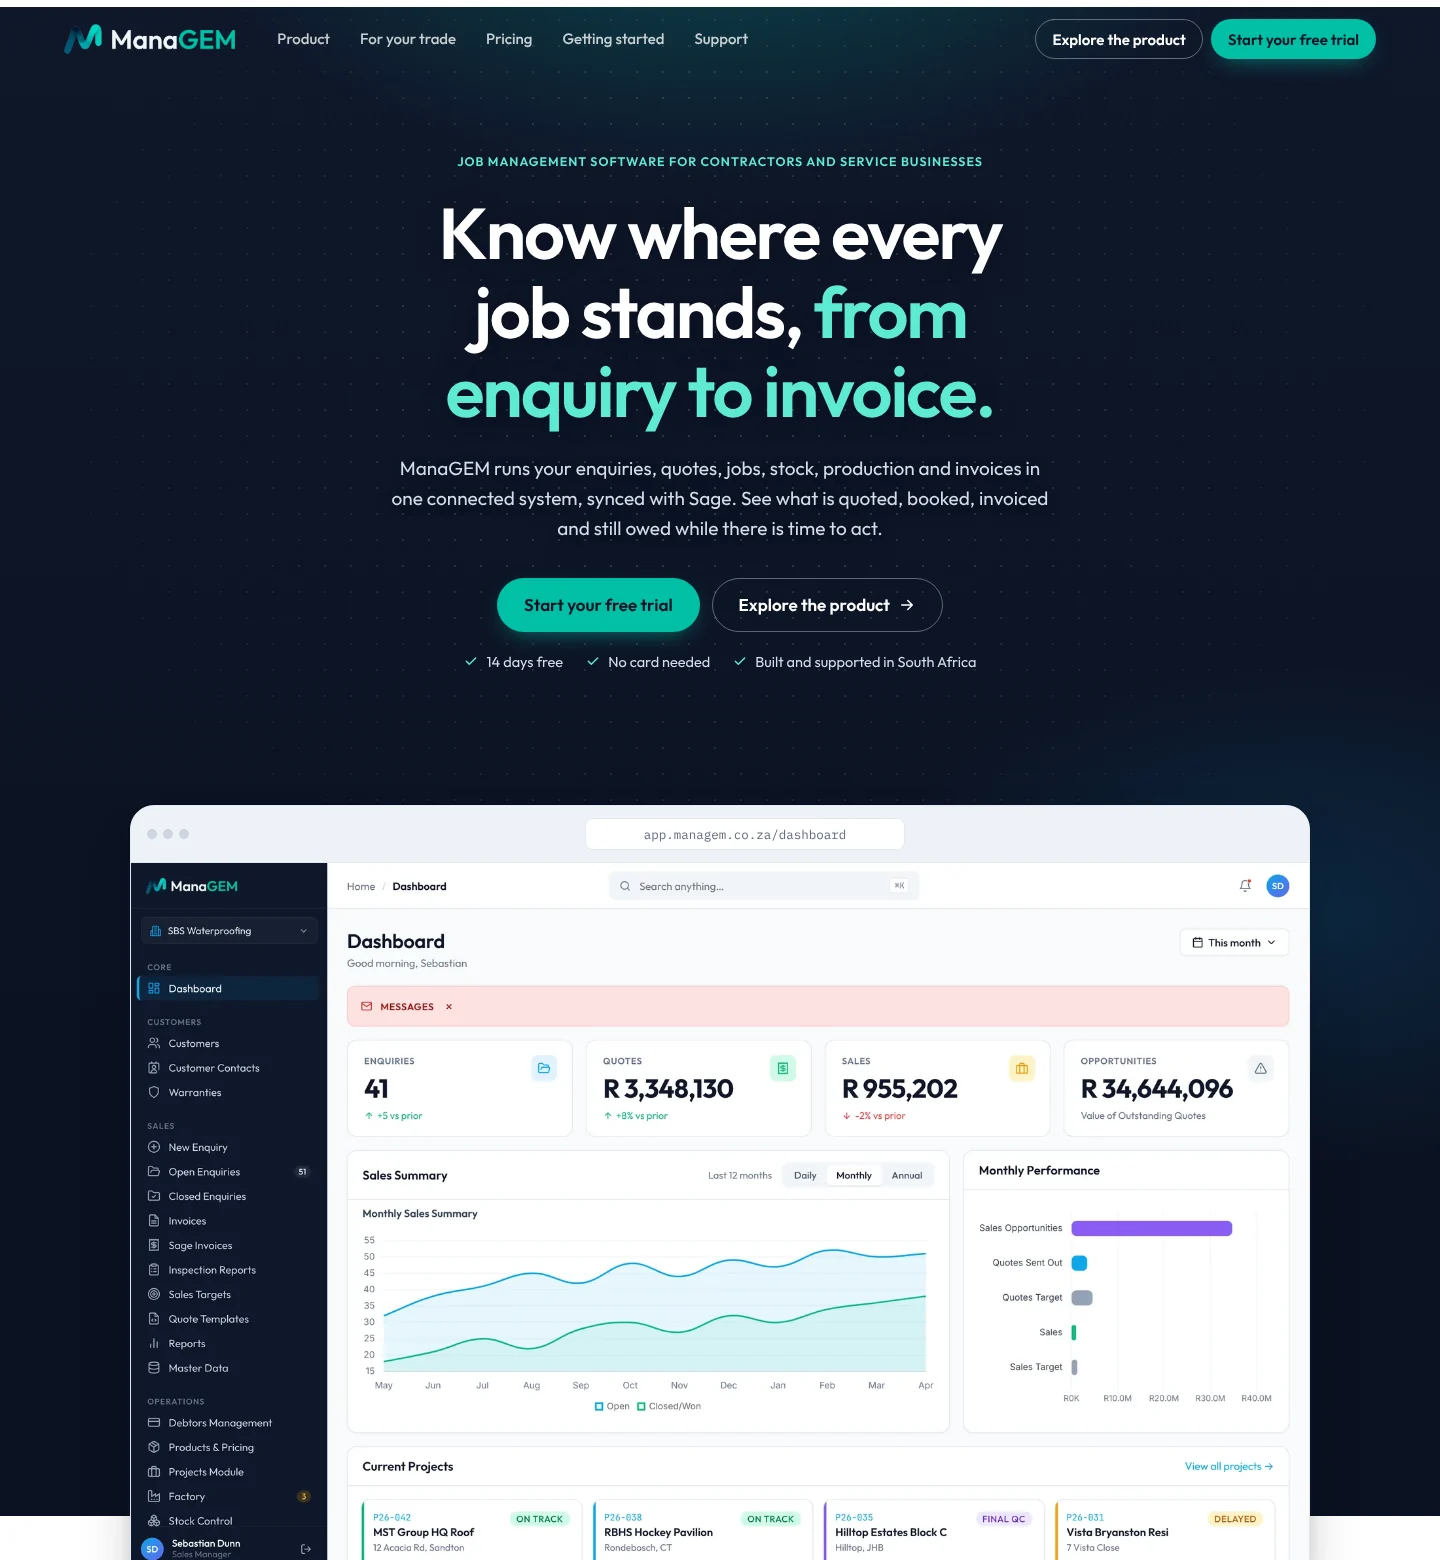 ManaGEM
Product
For your trade
Pricing
Getting started
Support
Explore the product
Start your free trial
JOB MANAGEMENT SOFTWARE FOR CONTRACTORS AND SERVICE BUSINESSES
Know where every
job stands, from
enquiry to invoice.
ManaGEM runs your enquiries, quotes, jobs, stock, production and invoices in
one connected system, synced with Sage. See what is quoted, booked, invoiced
and still owed while there is time to act.
Start your free trial
Explore the product →
14 days free
No card needed
Built and supported in South Africa
app.managem.co.za/dashboard
ManaGEM
SBS Waterproofing
CORE
Dashboard
CUSTOMERS
Customers
Customer Contacts
Warranties
SALES
New Enquiry
Open Enquiries 51
Closed Enquiries
Invoices
Sage Invoices
Inspection Reports
Sales Targets
Quote Templates
Reports
Master Data
OPERATIONS
Debtors Management
Products & Pricing
Projects Module
Factory 3
Stock Control
SD
Sebastian Dunn
Sales Manager
Home / Dashboard
Search anything...
⌘K
SD
Dashboard
Good morning, Sebastian
This month
MESSAGES ×
ENQUIRIES
41
↑ +5 vs prior
QUOTES
R 3,348,130
↑ +8% vs prior
SALES
R 955,202
↓ -2% vs prior
OPPORTUNITIES
R 34,644,096
Value of Outstanding Quotes
Sales Summary
Last 12 months
Daily
Monthly
Annual
Monthly Sales Summary
55
50
45
40
35
30
25
20
15
May Jun Jul Aug Sep Oct Nov Dec Jan Feb Mar Apr
Open
Closed/Won
Monthly Performance
Sales Opportunities
Quotes Sent Out
Quotes Target
Sales
Sales Target
R0K R10.0M R20.0M R30.0M R40.0M
Current Projects
View all projects →
P26-042
ON TRACK
MST Group HQ Roof
12 Acacia Rd, Sandton
P26-038
ON TRACK
RBHS Hockey Pavilion
Rondebosch, CT
P26-035
FINAL QC
Hilltop Estates Block C
Hilltop, JHB
P26-031
DELAYED
Vista Bryanston Resi
7 Vista Close